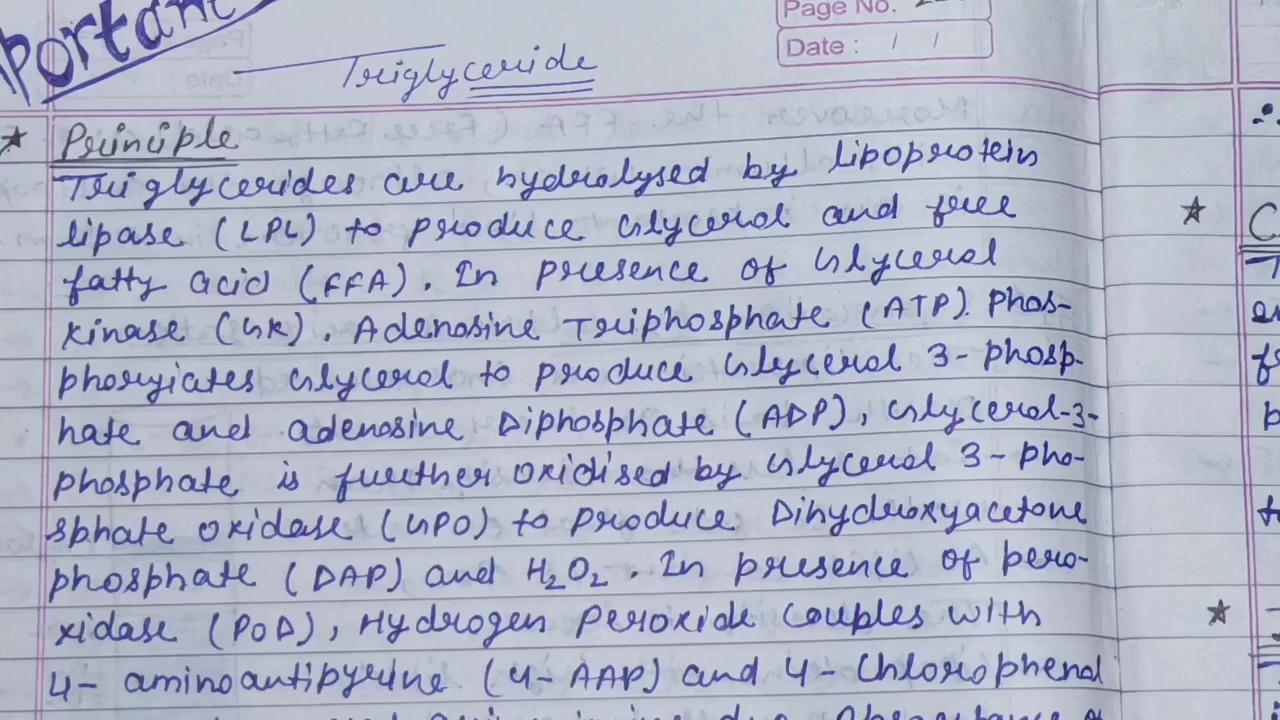 portant
Page No.
Date : / /
Triglyceride
★ Principle
Triglycerides are hydrolysed by lipoprotein
lipase (LPL) to produce Glycerol and free
fatty acid (FFA). In presence of Glycerol
kinase (GK). Adenosine Triphosphate (ATP). Phos-
phoryiates Glycerol to produce Glycerol 3-phosp-
hate and adenosine Diphosphate (ADP), Glycerol-3-
phosphate is further oxidised by Glycerol 3-pho-
sphate oxidase (GPO) to produce Dihydroxyacetone
phosphate (DAP) and H₂O₂. In presence of pero-
xidase (POD), Hydrogen Peroxide couples with
4-aminoantipyrine (4-AAP) and 4-Chlorophenol